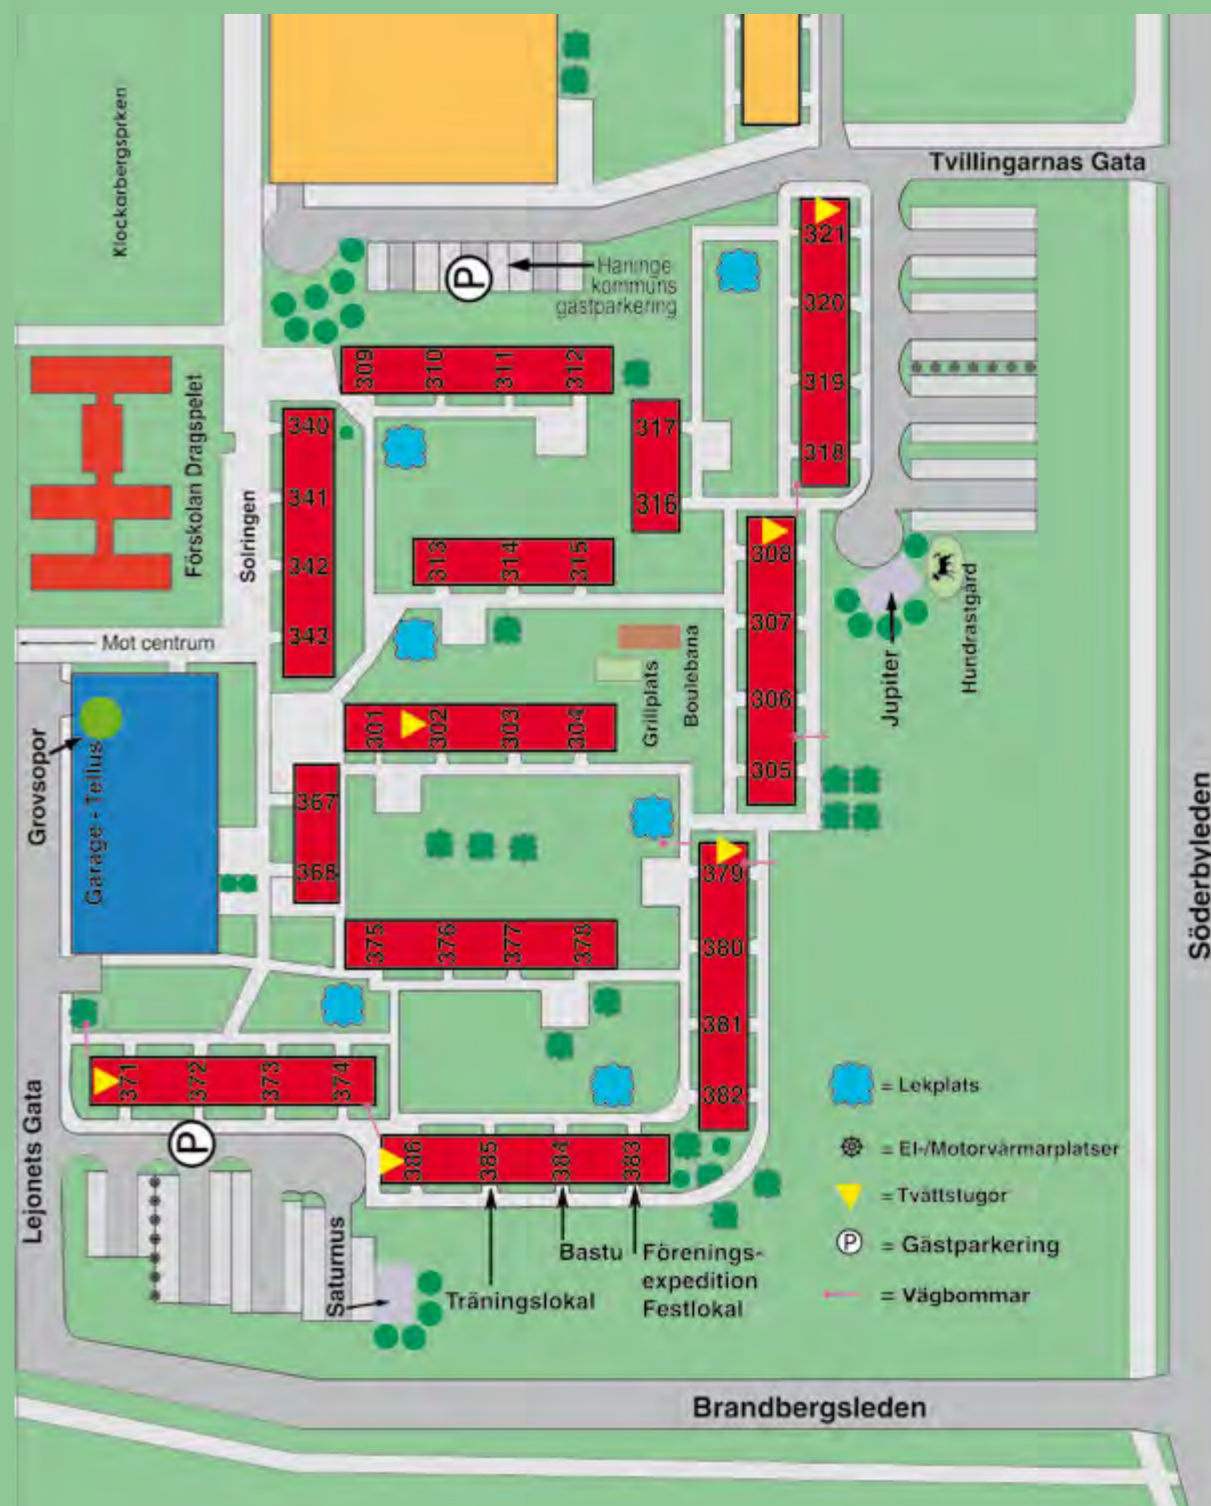 Klockarbergsprken
Tvillingarnas Gata
Haninge
kommuns
gästparkering
P
321
320
319
318
309
310
311
312
317
316
340
341
342
343
Förskolan Dragspelet
Solringen
313
314
315
308
307
306
305
Hundrastgård
Jupiter
Mot centrum
Boulebana
Grillplats
Grovsopor
Garage - Tellus
301
302
303
304
367
368
Söderbyleden
379
380
381
382
375
376
377
378
371
372
373
374
P
Lejonets Gata
386
385
384
383
= Lekplats
= El-/Motorvärmarplatser
= Tvättstugor
P = Gästparkering
= Vägbommar
Bastu
Förenings-
expedition
Festlokal
Träningslokal
Saturnus
Brandbergsleden